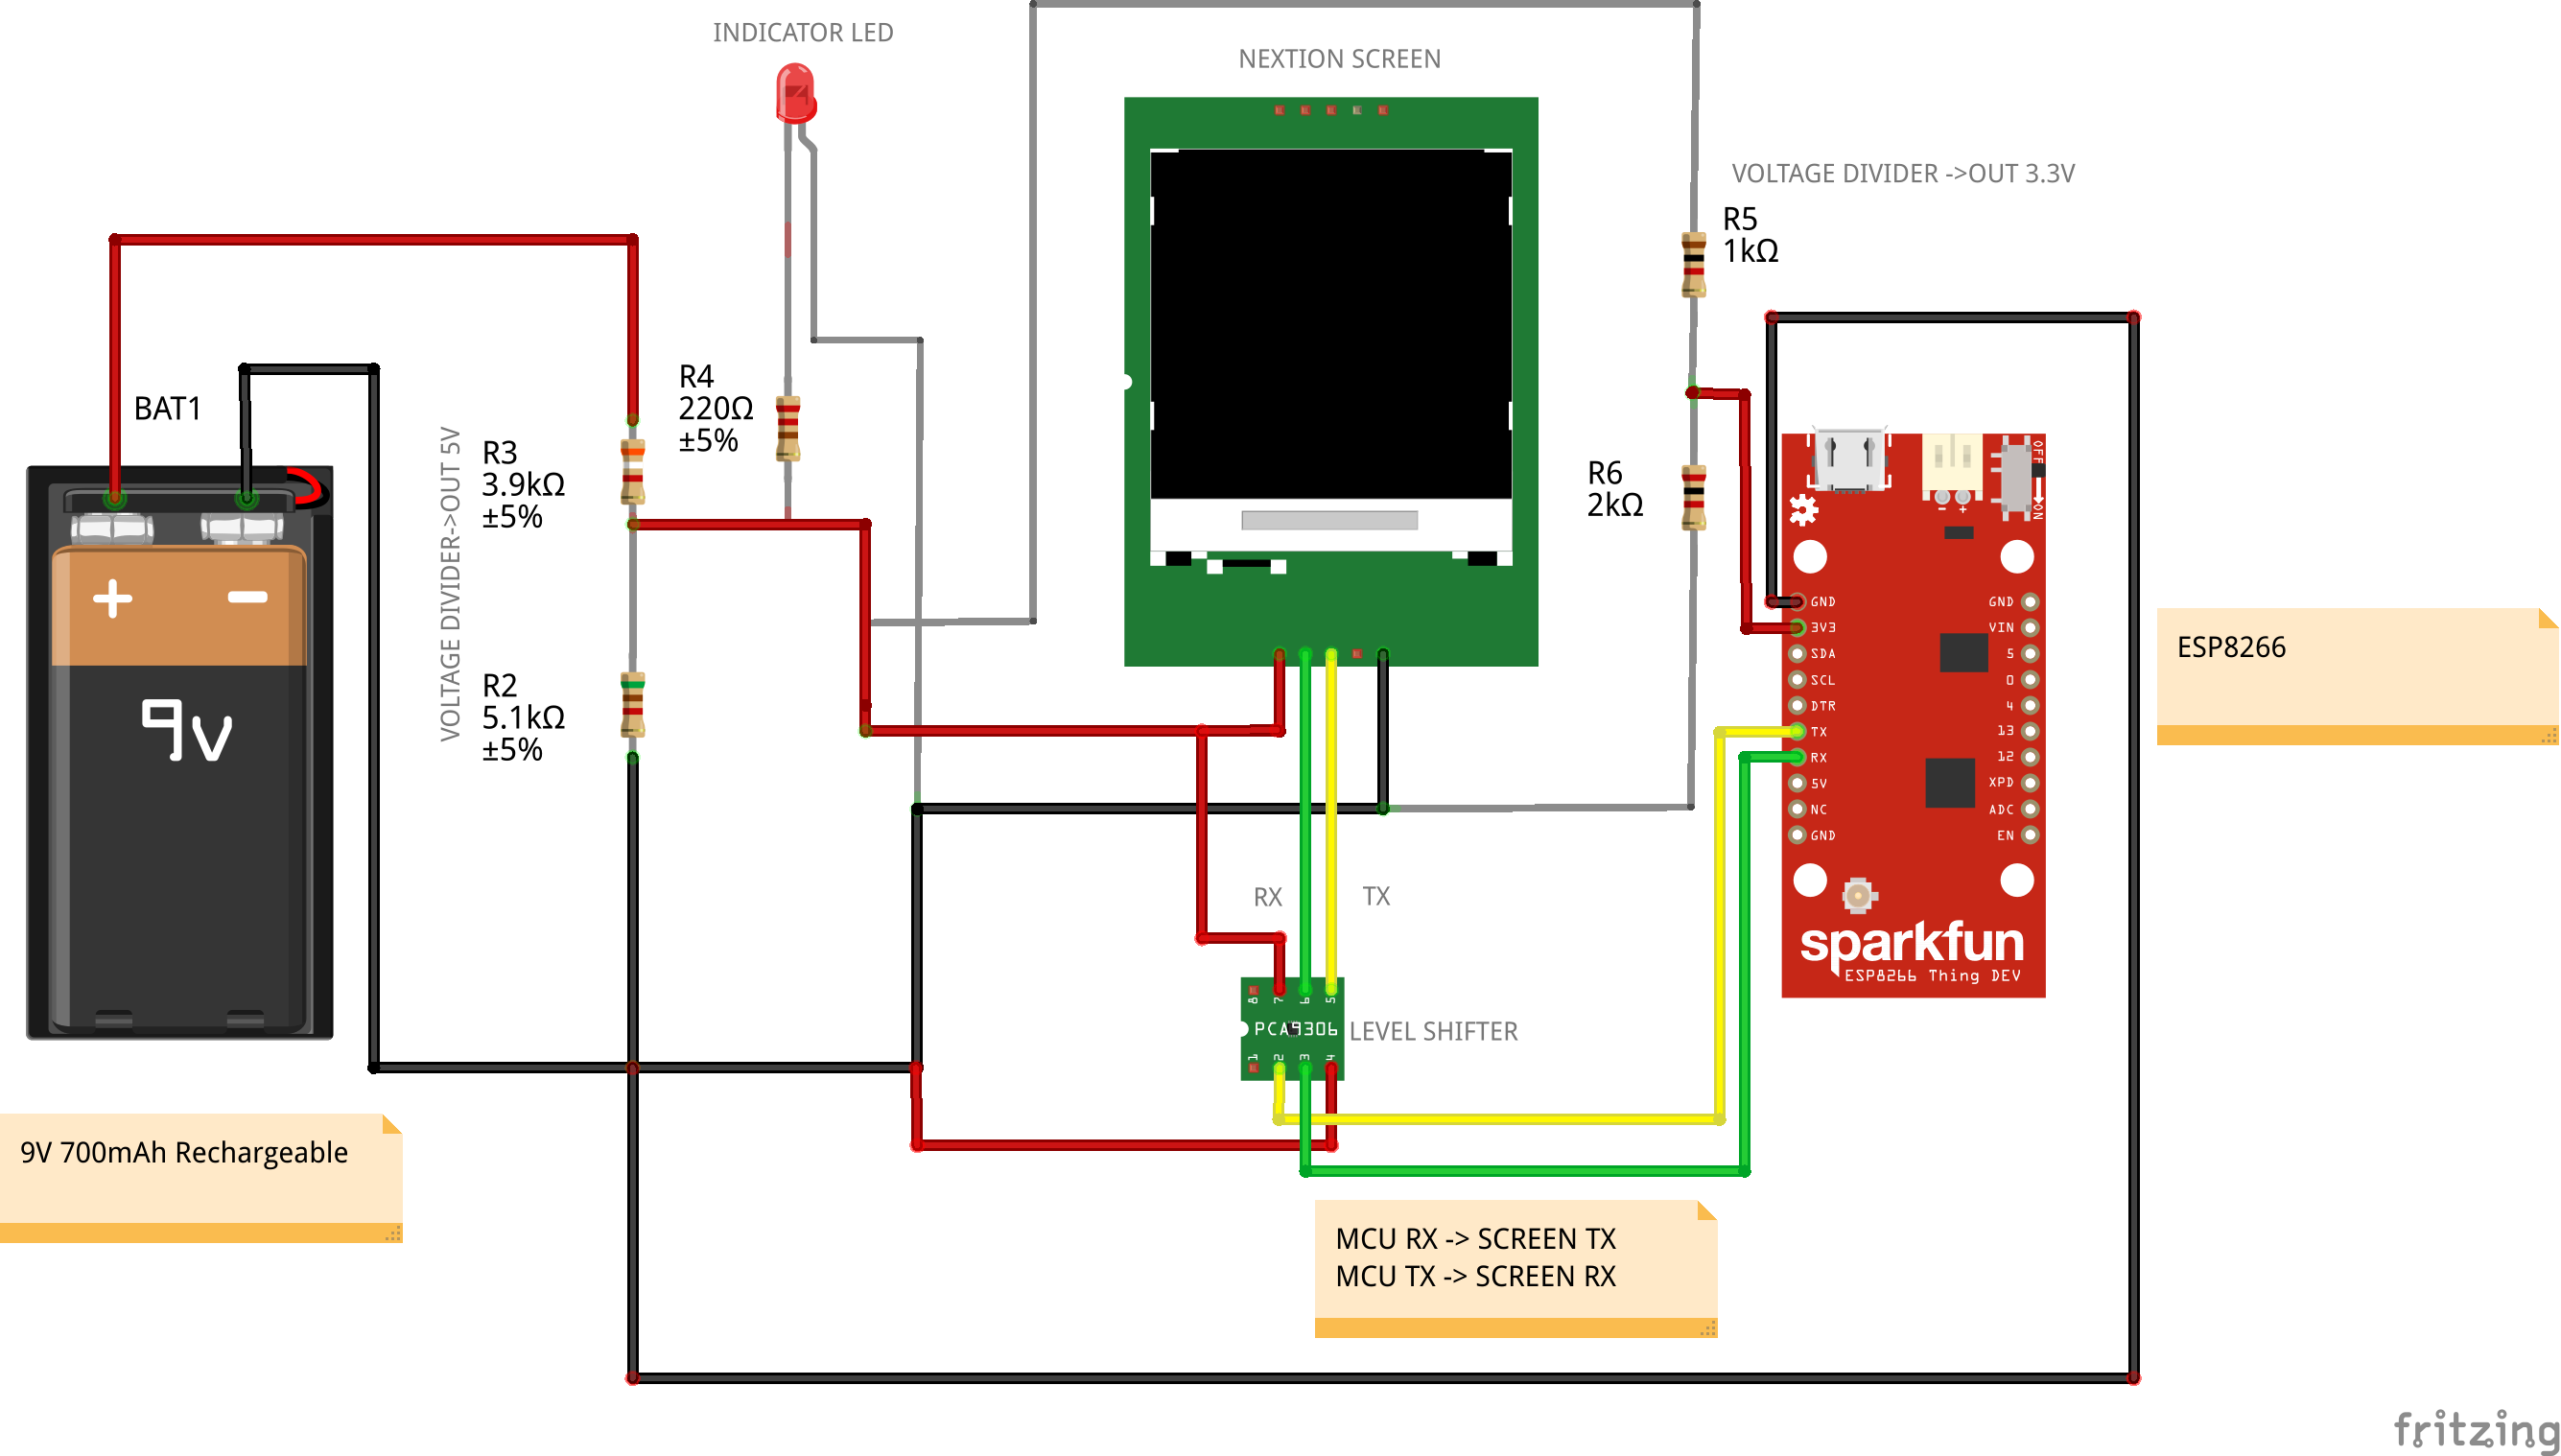 INDICATOR LED
NEXTION SCREEN
VOLTAGE DIVIDER ->OUT 3.3V
R5
1kΩ
BAT1
R4
220Ω
±5%
VOLTAGE DIVIDER->OUT 5V
R3
3.9kΩ
±5%
R6
2kΩ
OFF
ON
- +
+ -
9V
R2
5.1kΩ
±5%
GND GND
3V3 VIN
SDA 5
SCL 0
DTR 4
TX 13
RX 12
5V XPD
NC ADC
GND EN
ESP8266
RX TX
sparkfun
ESP8266 Thing DEV
8 7 6 5
PCA9306
1 2 3 4
LEVEL SHIFTER
9V 700mAh Rechargeable
MCU RX -> SCREEN TX
MCU TX -> SCREEN RX
fritzing